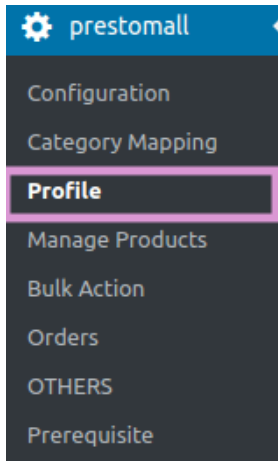 prestomall
Configuration
Category Mapping
Profile
Manage Products
Bulk Action
Orders
OTHERS
Prerequisite